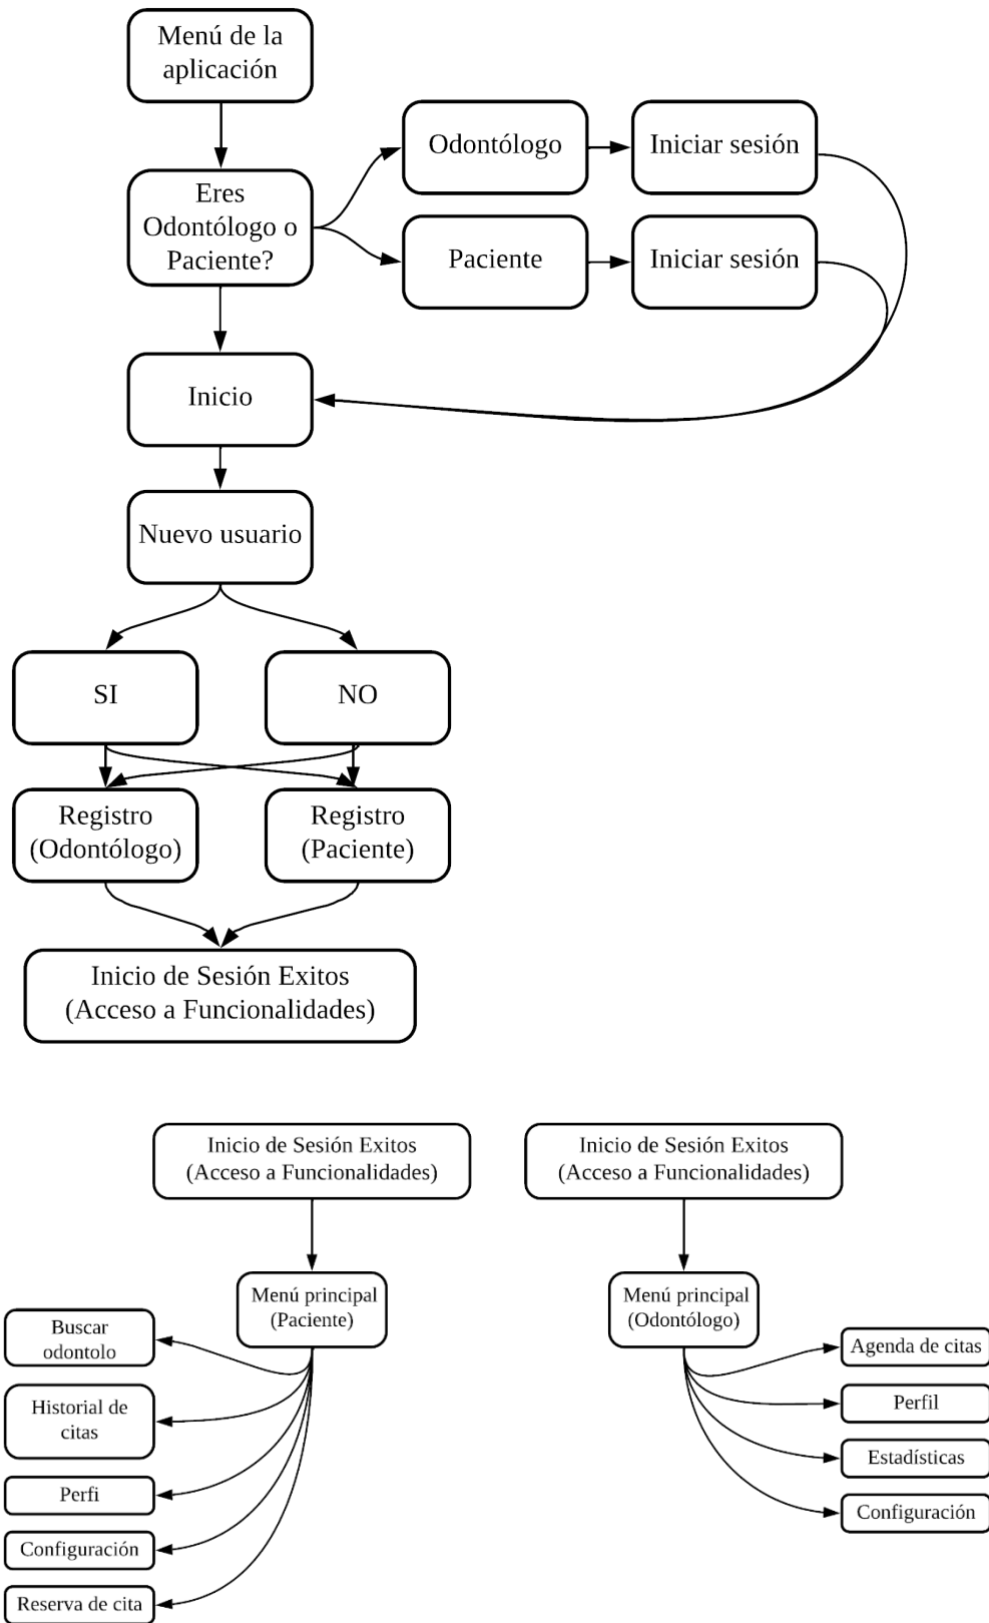 Menú de la
aplicación
Eres
Odontólogo o
Paciente?
Odontólogo
Iniciar sesión
Paciente
Iniciar sesión
Inicio
Nuevo usuario
SI
NO
Registro
(Odontólogo)
Registro
(Paciente)
Inicio de Sesión Exitos
(Acceso a Funcionalidades)
Inicio de Sesión Exitos
(Acceso a Funcionalidades)
Menú principal
(Paciente)
Buscar
odontolo
Historial de
citas
Perfi
Configuración
Reserva de cita
Inicio de Sesión Exitos
(Acceso a Funcionalidades)
Menú principal
(Odontólogo)
Agenda de citas
Perfil
Estadísticas
Configuración